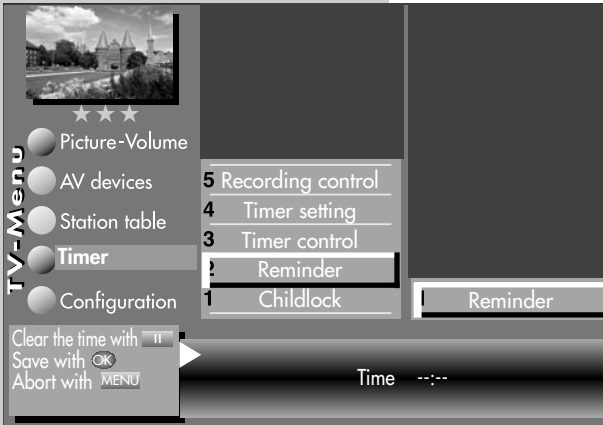 TV-Menu
Picture-Volume
AV devices
Station table
Timer
Configuration
5 Recording control
4 Timer setting
3 Timer control
2 Reminder
1 Childlock
Reminder
Clear the time with II
Save with OK
Abort with MENU
Time --:--